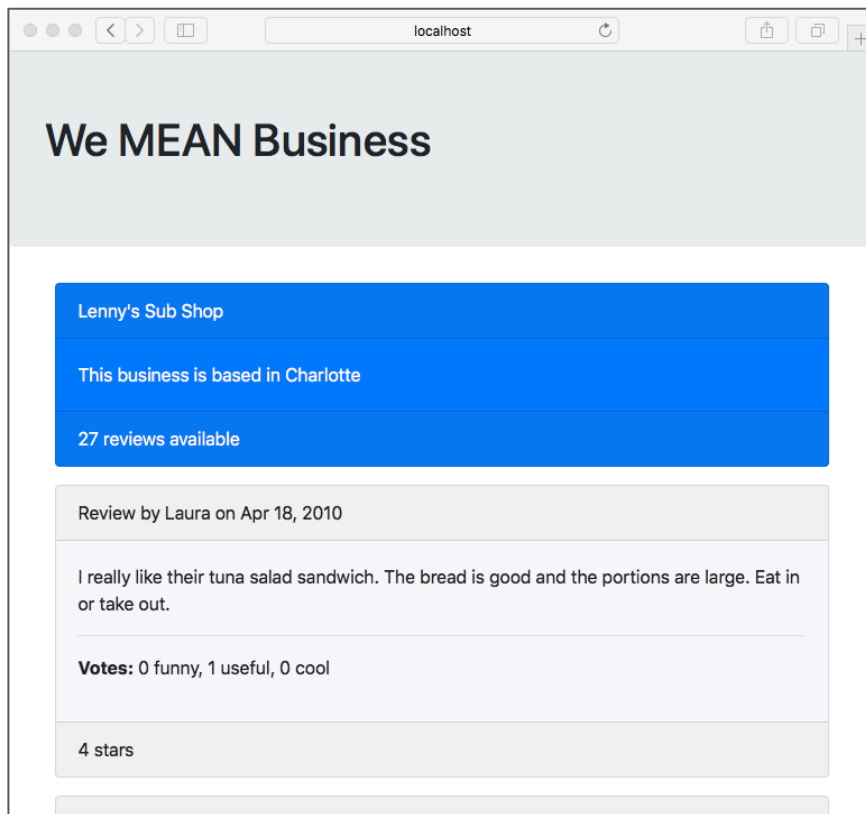 localhost
We MEAN Business
Lenny's Sub Shop
This business is based in Charlotte
27 reviews available
Review by Laura on Apr 18, 2010
I really like their tuna salad sandwich. The bread is good and the portions are large. Eat in
or take out.
Votes: 0 funny, 1 useful, 0 cool
4 stars